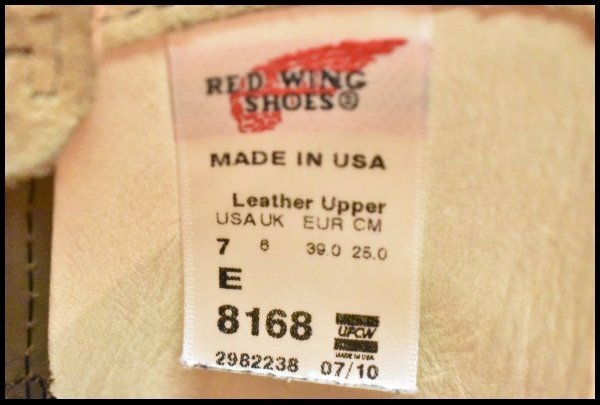 RED WING
SHOES®
MADE IN USA
Leather Upper
USA UK EUR CM
7 6 39.0 25.0
E
8168
UFCW
MADE IN USA
2982238 07/10